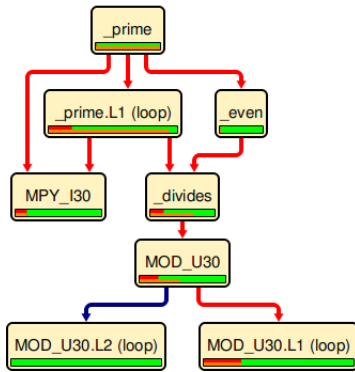 _prime
_prime.L1 (loop)
_even
MPY_I30
_divides
MOD_U30
MOD_U30.L2 (loop)
MOD_U30.L1 (loop)